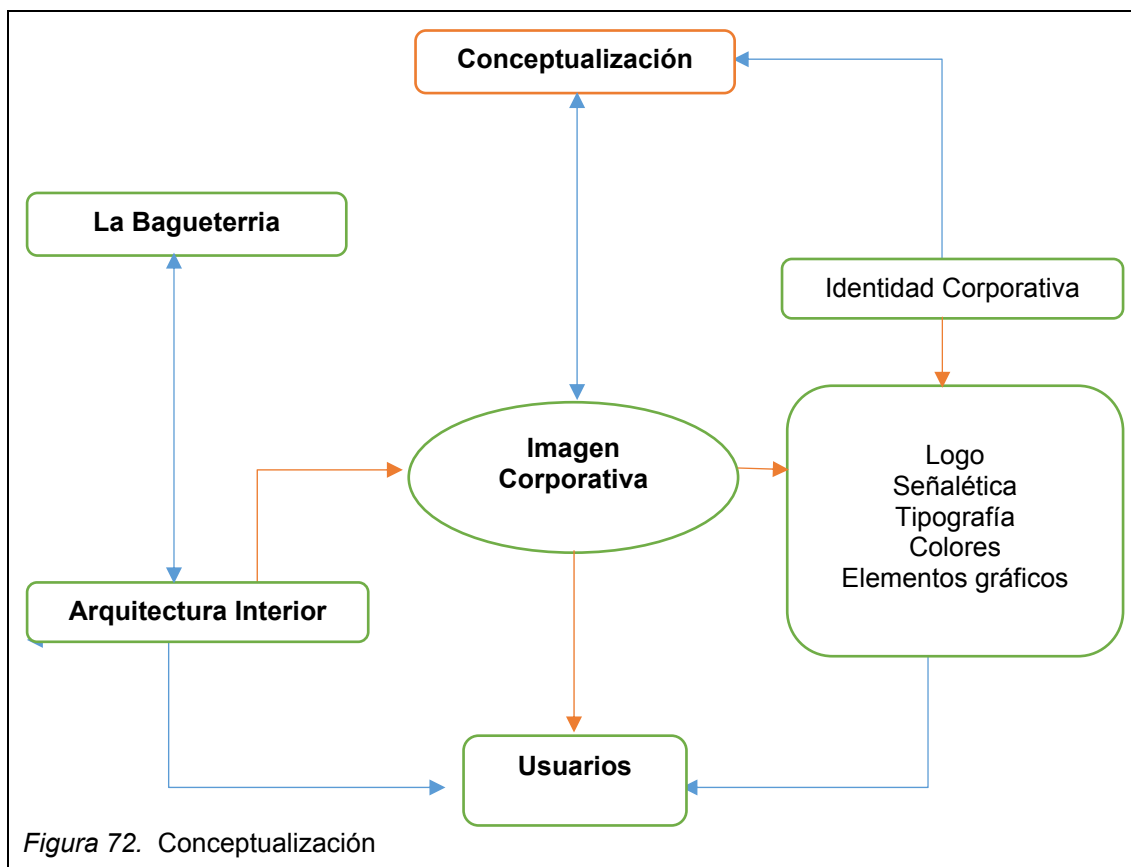 Conceptualización
La Bagueterria
Identidad Corporativa
Imagen
Corporativa
Logo
Señalética
Tipografía
Colores
Elementos gráficos
Arquitectura Interior
Usuarios
Figura 72. Conceptualización